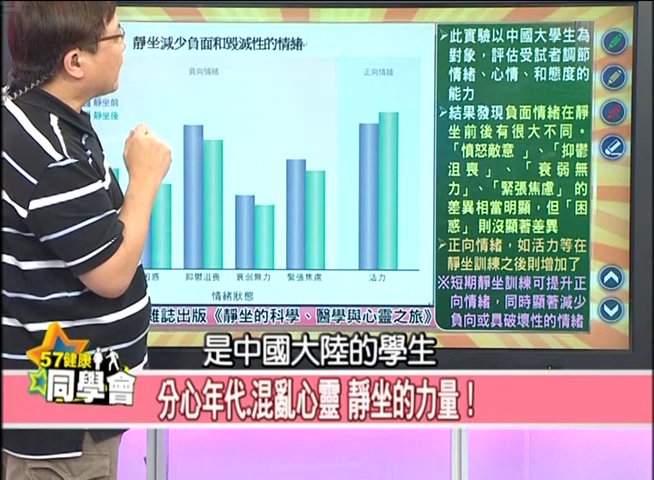 靜坐減少負面和毀滅性的情緒
負向情緒
正向情緒
靜坐前
靜坐後
抑鬱沮喪
衰弱無力
緊張焦慮
活力
情緒狀態
雜誌出版《靜坐的科學、醫學與心靈之旅》
➢此實驗以中國大學生為
對象，評估受試者調節
情緒、心情、和態度的
能力
➢結果發現負面情緒在靜
坐前後有很大不同。
「憤怒敵意」、「抑鬱
沮喪」、「衰弱無
力」、「緊張焦慮」的
差異相當明顯，但「困
惑」則沒顯著差異
➢正向情緒，如活力等在
靜坐訓練之後則增加了
※短期靜坐訓練可提升正
向情緒，同時顯著減少
負向或具破壞性的情緒
是中國大陸的學生
57健康
同學會
分心年代.混亂心靈 靜坐的力量！